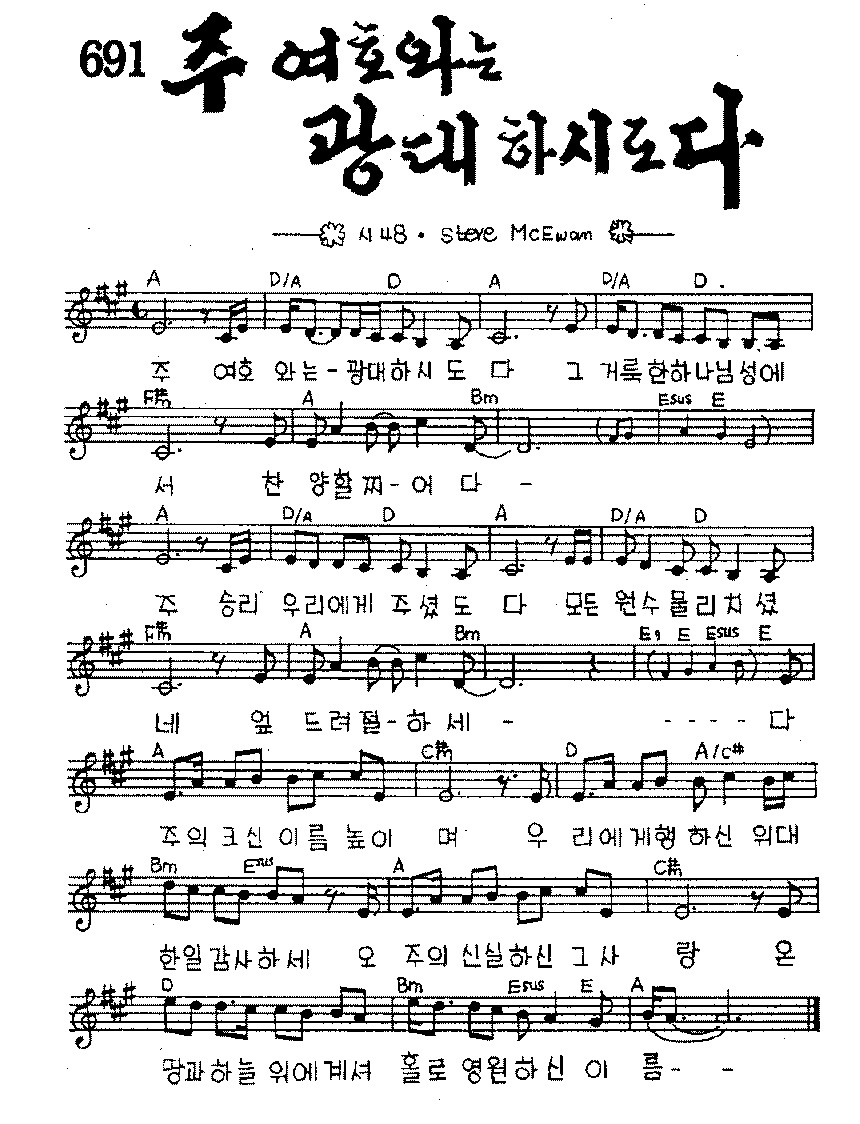 691 주 여호와는
광대하시도다
시48 · Steve McEwan
A D/A D A D/A D .
주 여호 와는-광대하시 도 다 그 거룩한하나님성에
F#m A Bm Esus E
서 찬 양할찌-어 다 -
A D/A D A D/A D
주 승리 우리에게 주셨도 다 모든 원수물리치셨
F#m A Bm E, E Esus E
네 엎 드려절-하 세 - - - - - 다
A C#m D A/C#
주의 크신 이름 높이 며 우 리에게행 하신 위대
Bm Esus A C#m
한일감사하세 오 주의 신실하신 그사 랑 온
D Bm Esus E A
땅과하늘 위에계셔 홀로 영원하신 이 름- -